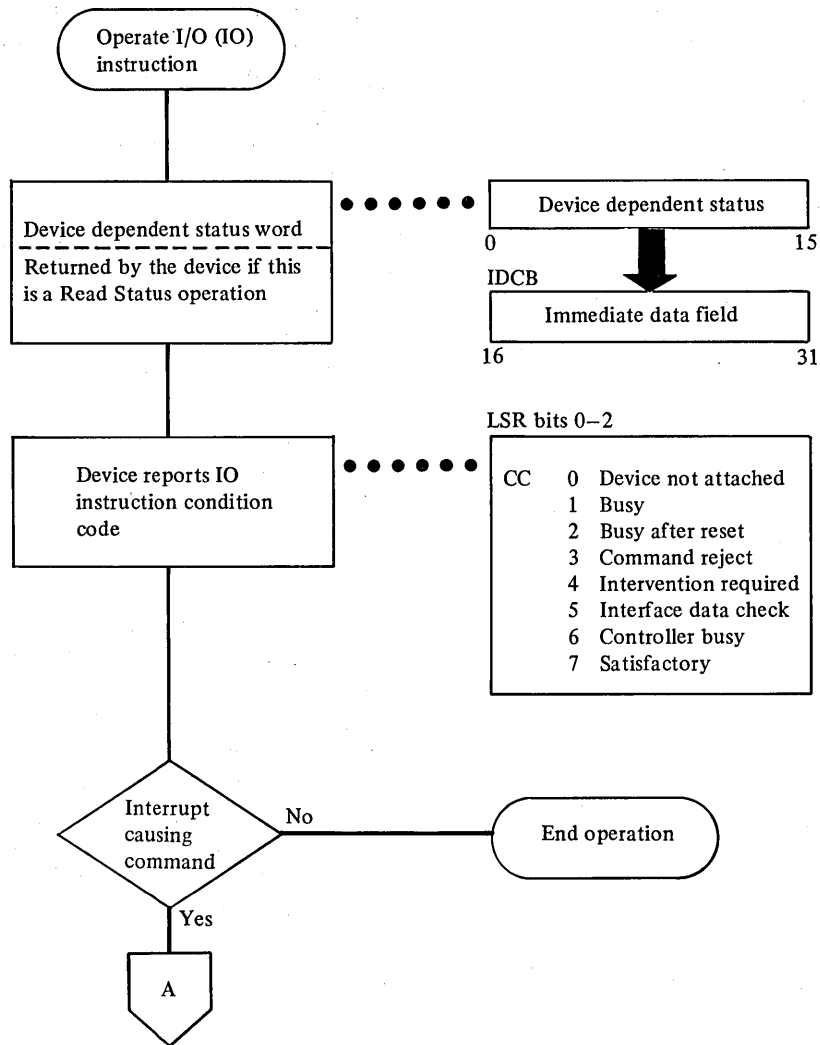 Operate I/O (IO)
instruction
Device dependent status word
Returned by the device if this
is a Read Status operation
Device dependent status
0 15
IDCB
Immediate data field
16 31
Device reports IO
instruction condition
code
LSR bits 0–2
CC 0 Device not attached
1 Busy
2 Busy after reset
3 Command reject
4 Intervention required
5 Interface data check
6 Controller busy
7 Satisfactory
Interrupt
causing
command
No
End operation
Yes
A